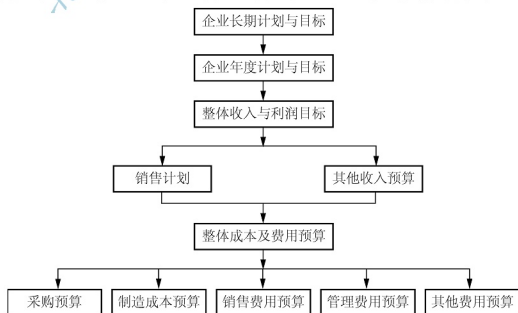 企业长期计划与目标
企业年度计划与目标
整体收入与利润目标
销售计划
其他收入预算
整体成本及费用预算
采购预算
制造成本预算
销售费用预算
管理费用预算
其他费用预算